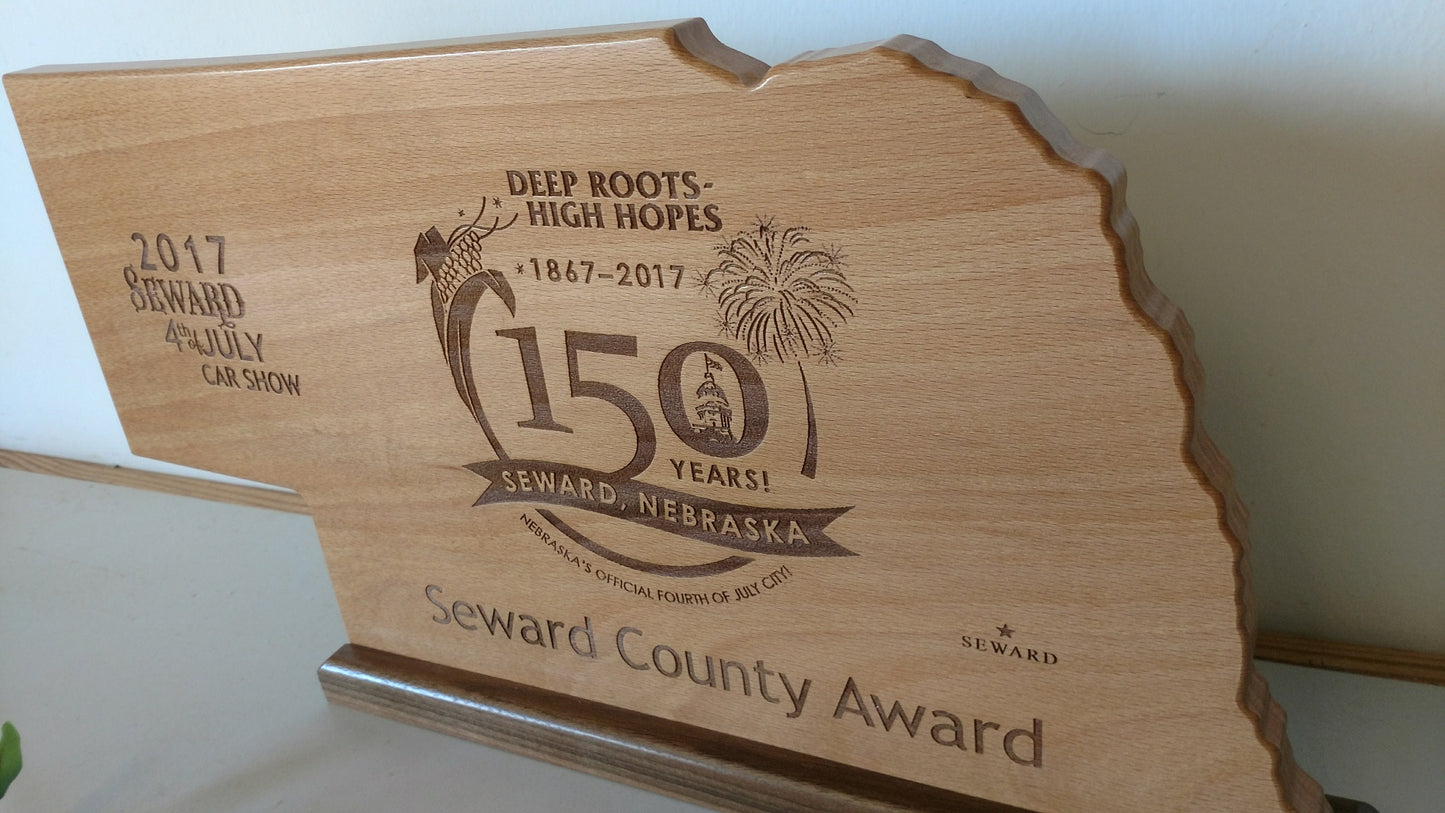 2017
SEWARD
4th of JULY
CAR SHOW
DEEP ROOTS-
HIGH HOPES
*1867–2017
150
YEARS!
SEWARD, NEBRASKA
NEBRASKA'S OFFICIAL FOURTH OF JULY CITY!
Seward County Award
SEWARD